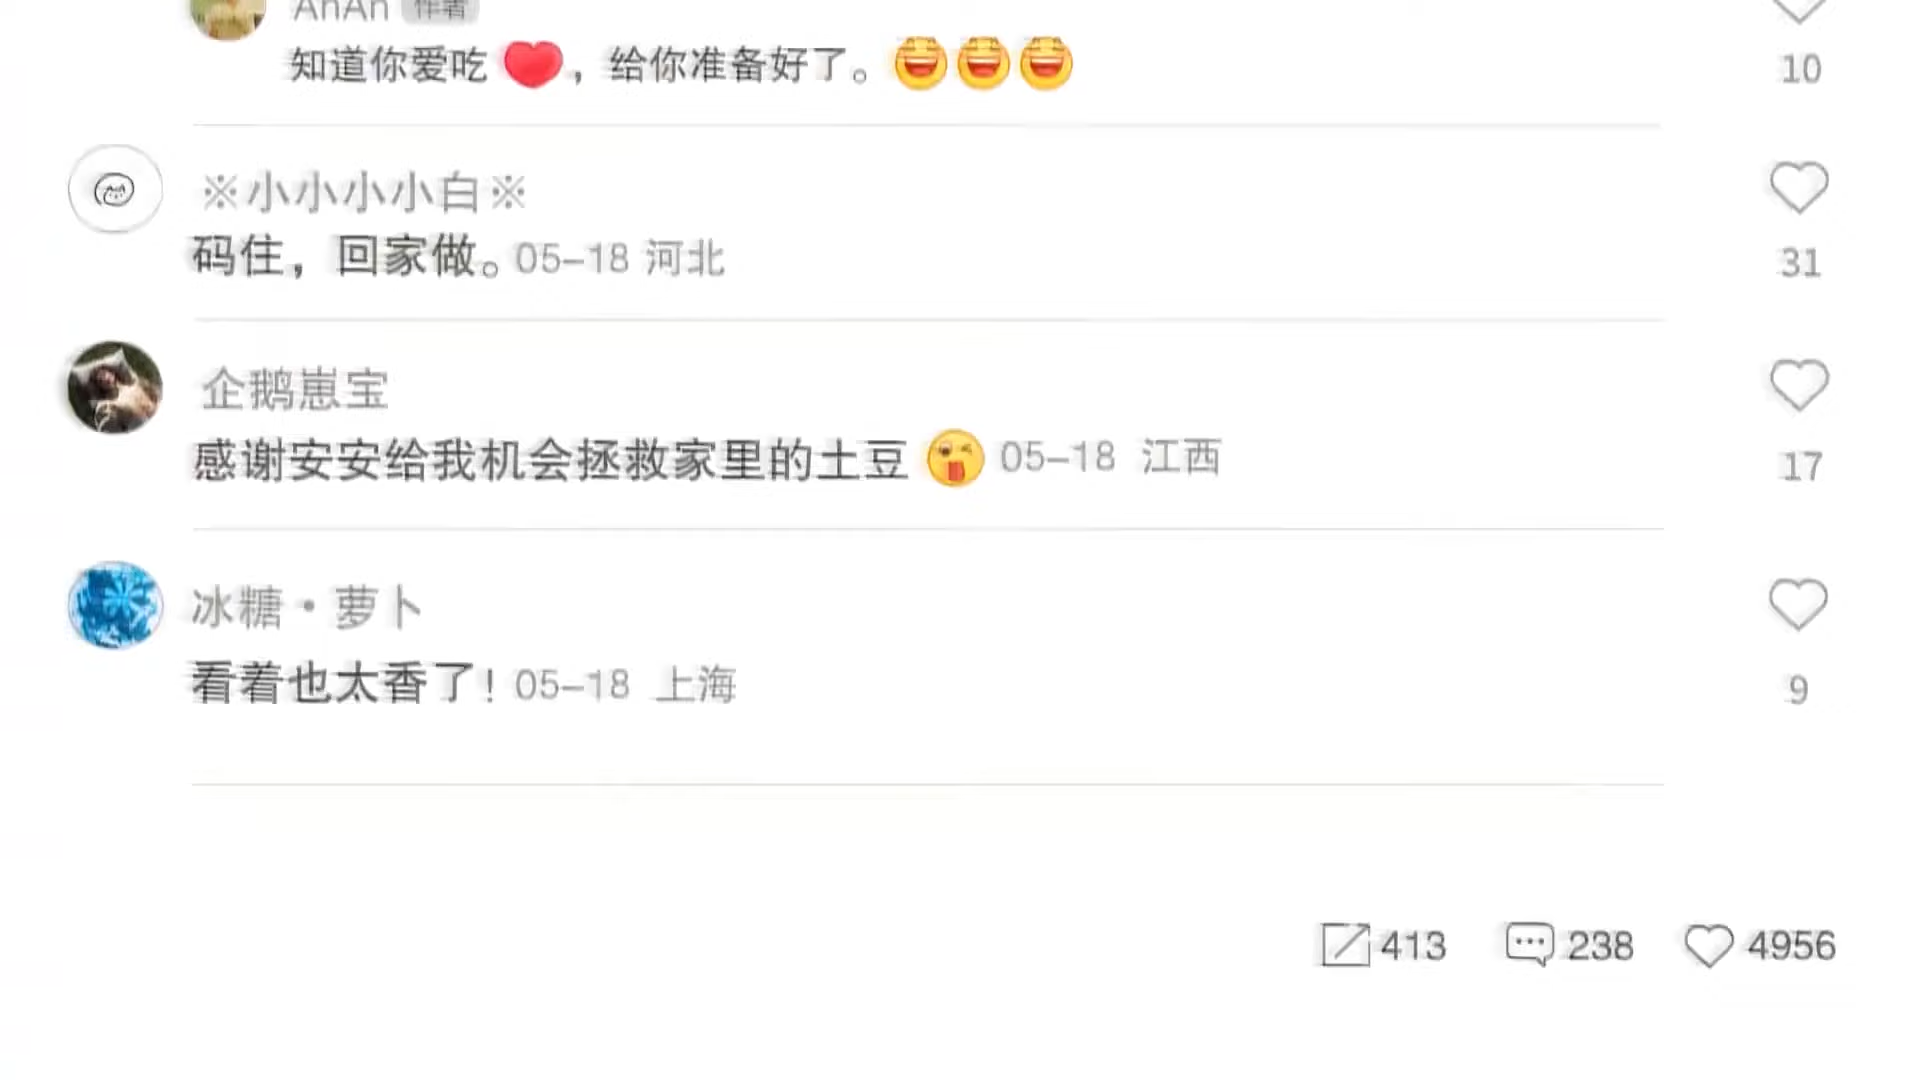 AnAn 作者
知道你爱吃❤️，给你准备好了。😆😆😆
10
※小小小小白※
码住，回家做。05-18 河北
31
企鹅崽宝
感谢安安给我机会拯救家里的土豆😜05-18 江西
17
冰糖·萝卜
看着也太香了！05-18 上海
9
413 238 4956